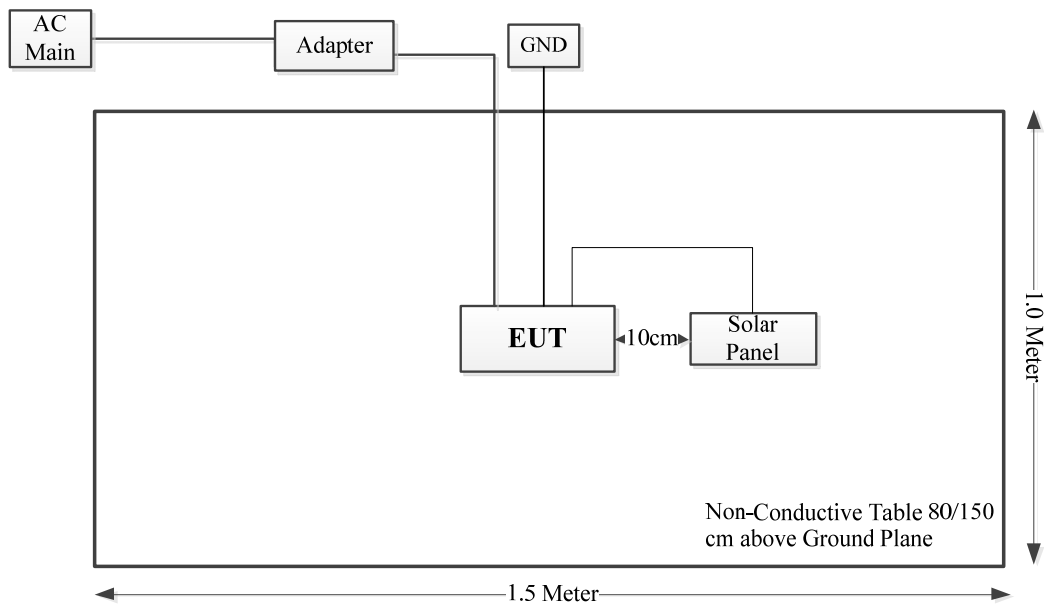 AC
Main
Adapter
GND
EUT
10cm
Solar
Panel
1.0 Meter
Non-Conductive Table 80/150
cm above Ground Plane
1.5 Meter